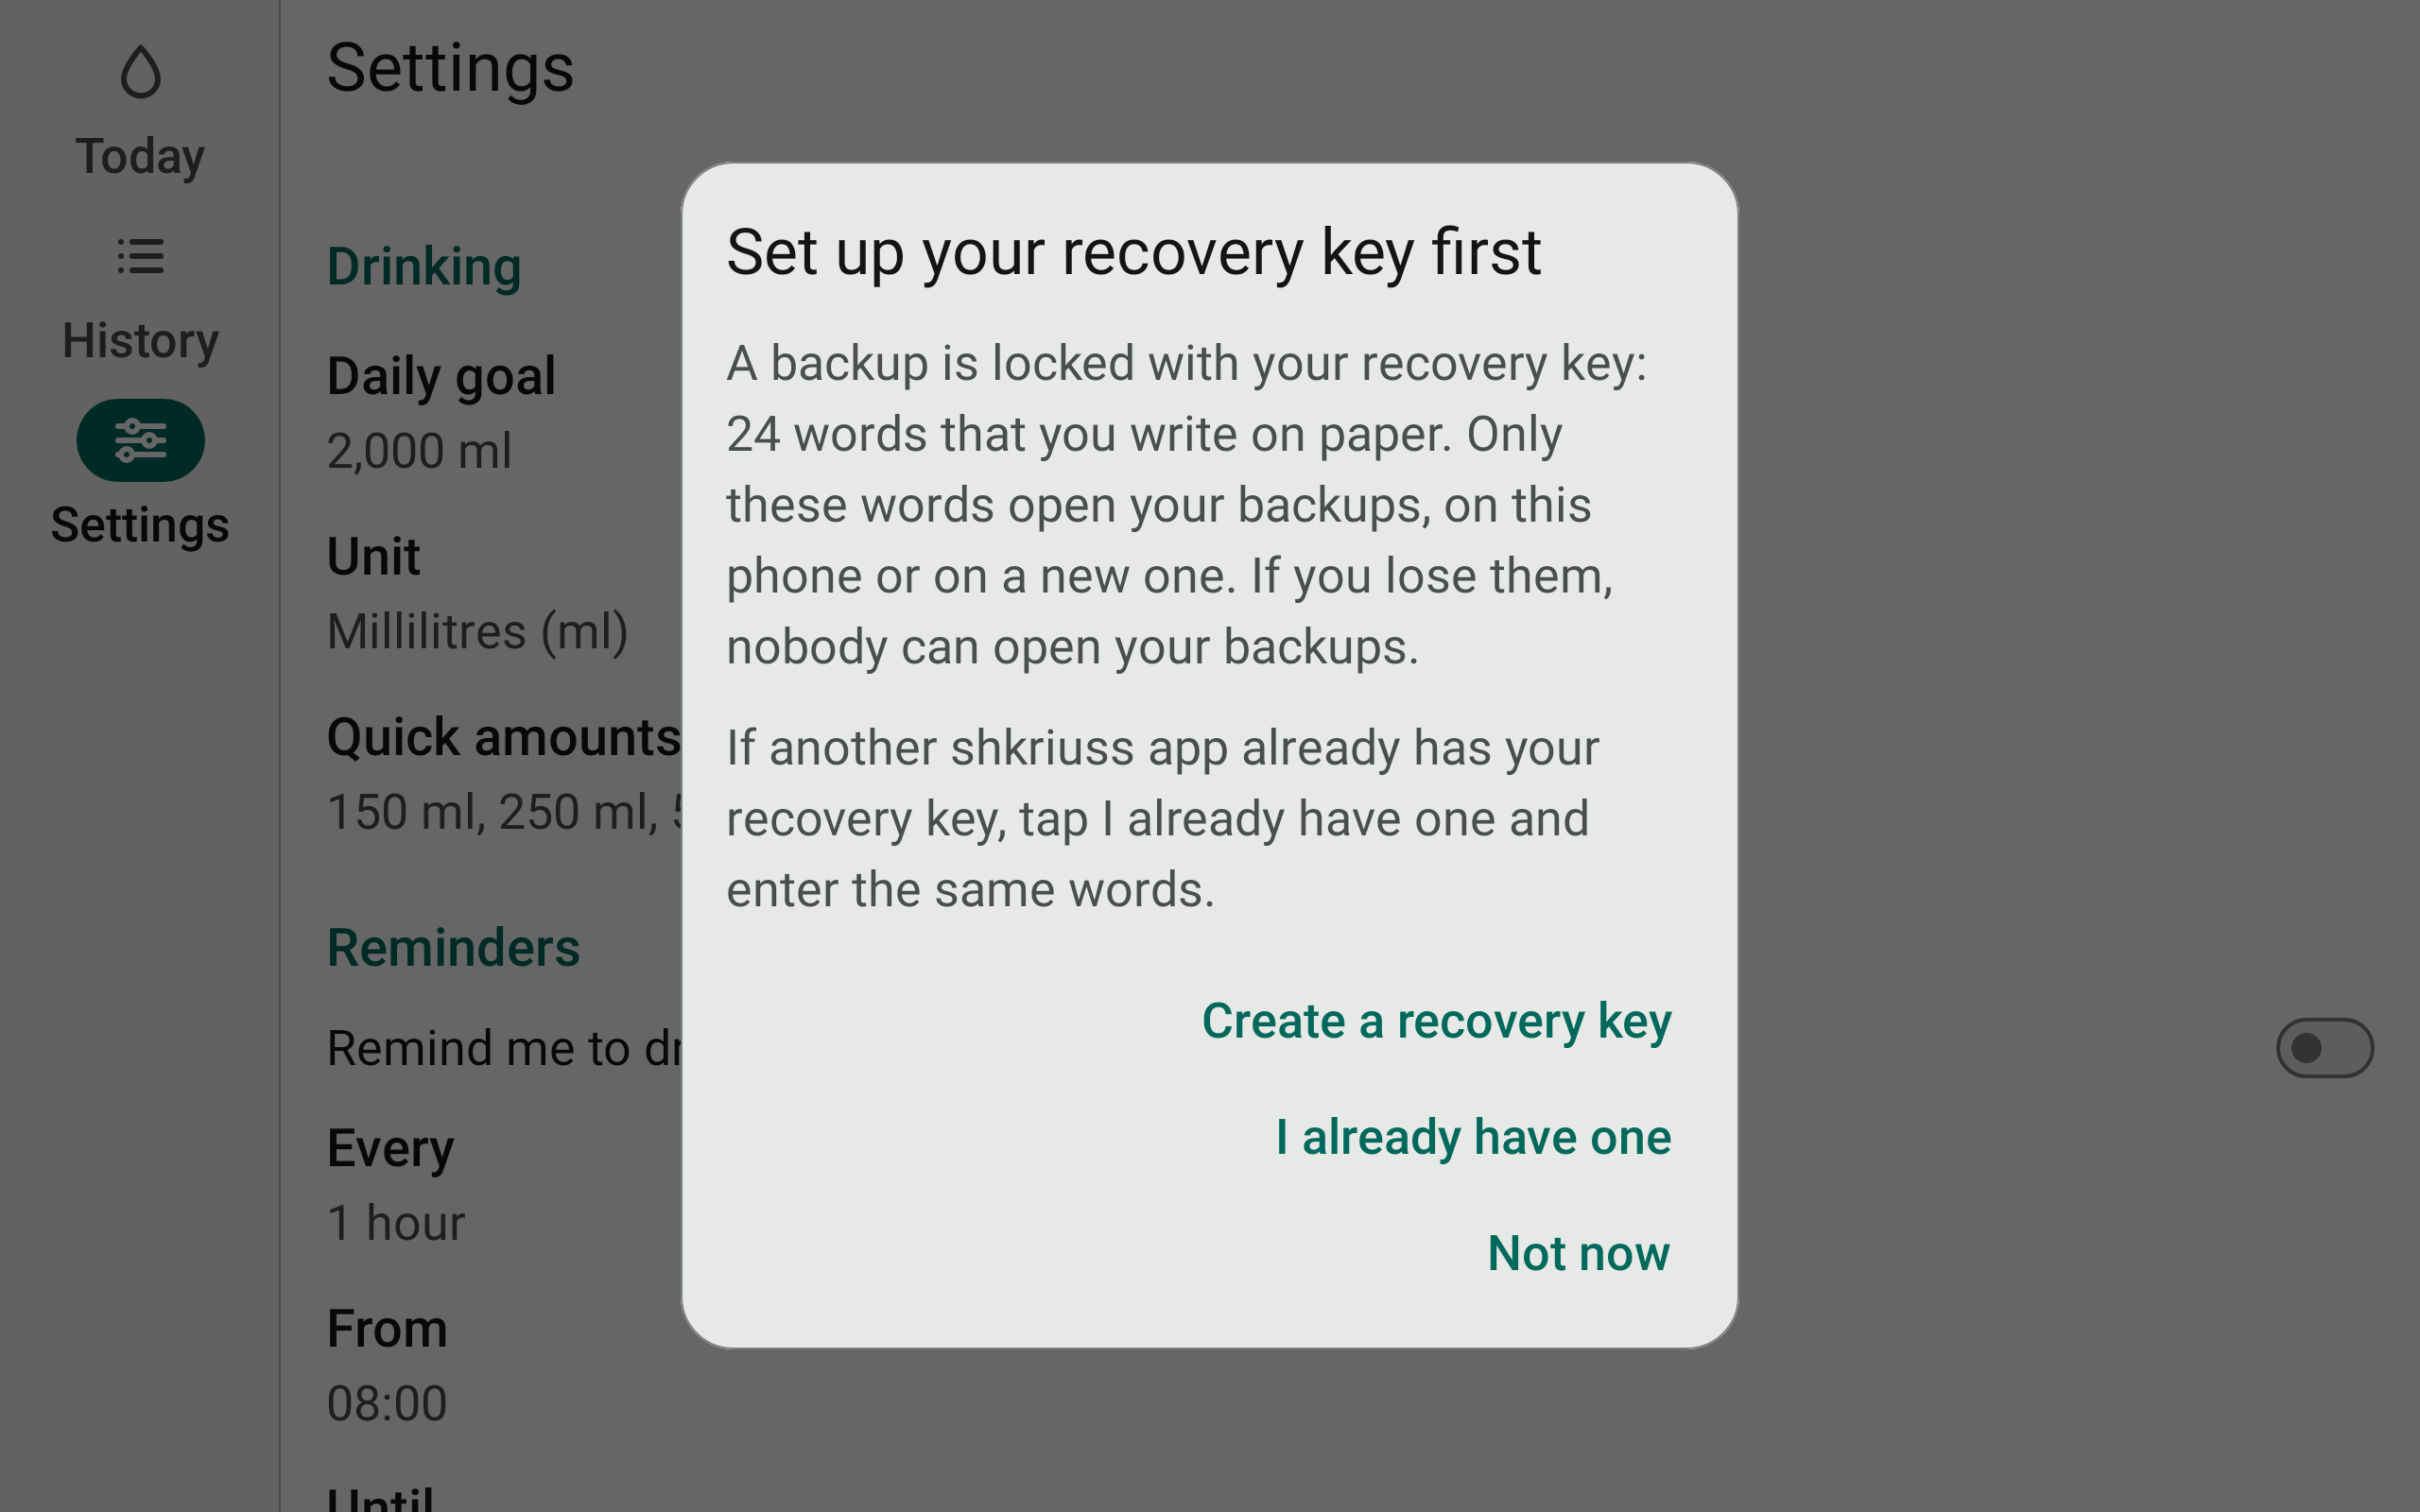 Settings
Today
History
Settings
Drinking
Daily goal
2,000 ml
Unit
Millilitres (ml)
Quick amounts
150 ml, 250 ml,
Reminders
Remind me to
Every
1 hour
From
08:00
Until
Set up your recovery key first
A backup is locked with your recovery key:
24 words that you write on paper. Only
these words open your backups, on this
phone or on a new one. If you lose them,
nobody can open your backups.
If another shkriuss app already has your
recovery key, tap I already have one and
enter the same words.
Create a recovery key
I already have one
Not now